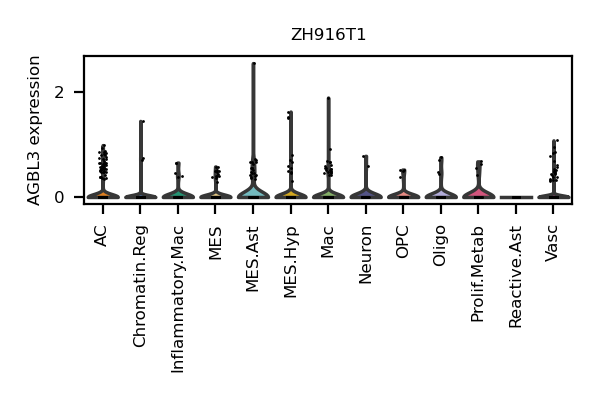 ZH916T1
AGBL3 expression
2
0
AC
Chromatin.Reg
Inflammatory.Mac
MES
MES.Ast
MES.Hyp
Mac
Neuron
OPC
Oligo
Prolif.Metab
Reactive.Ast
Vasc